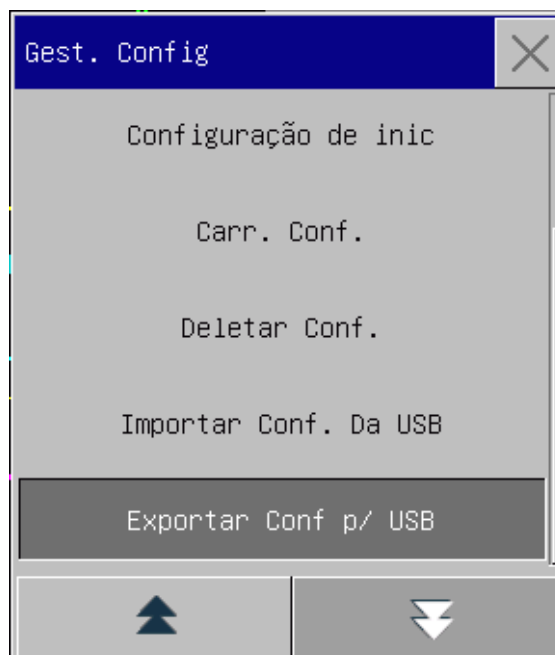 Gest. Config
Configuração de inic
Carr. Conf.
Deletar Conf.
Importar Conf. Da USB
Exportar Conf p/ USB